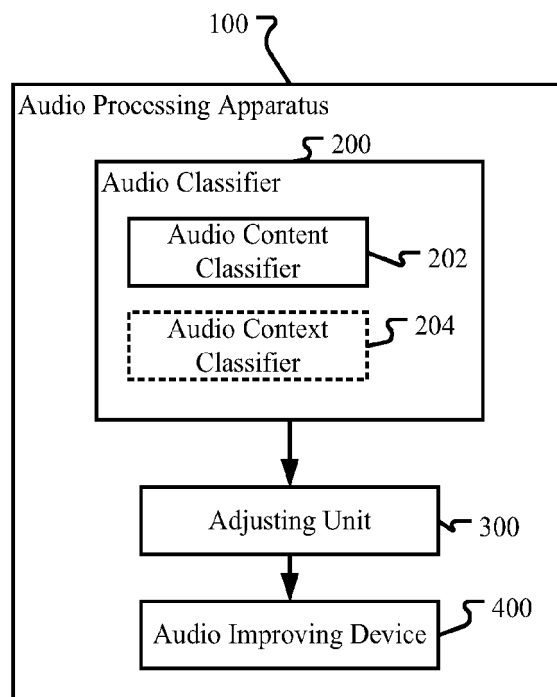 100
Audio Processing Apparatus
200
Audio Classifier
Audio Content
Classifier
202
Audio Context
Classifier
204
Adjusting Unit
300
Audio Improving Device
400